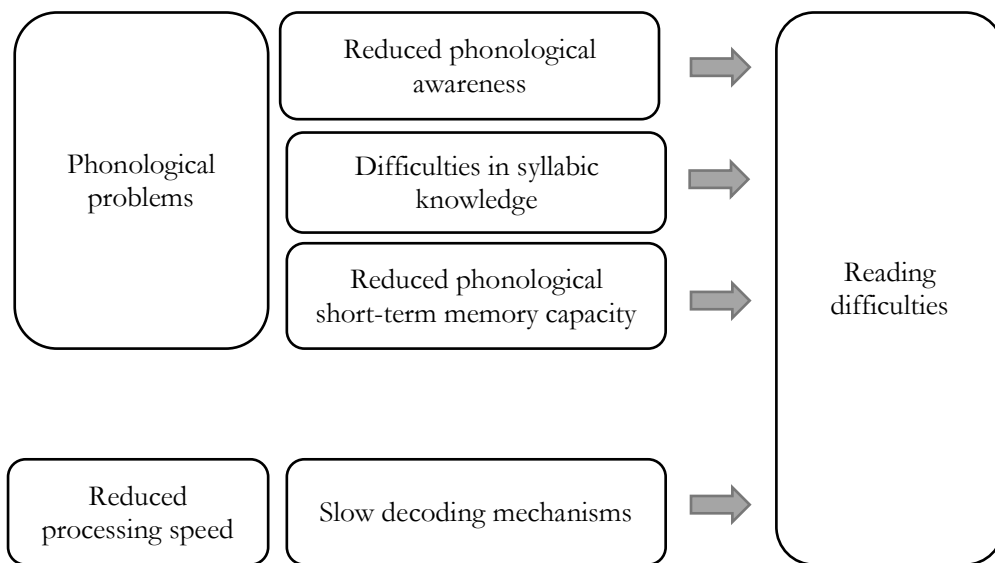 Phonological
problems
Reduced phonological
awareness
Difficulties in syllabic
knowledge
Reduced phonological
short-term memory capacity
Reading
difficulties
Reduced
processing speed
Slow decoding mechanisms